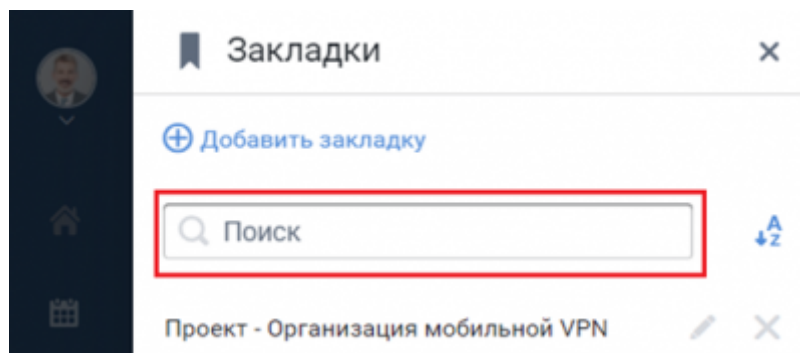 Закладки
Добавить закладку
Поиск
Проект - Организация мобильной VPN